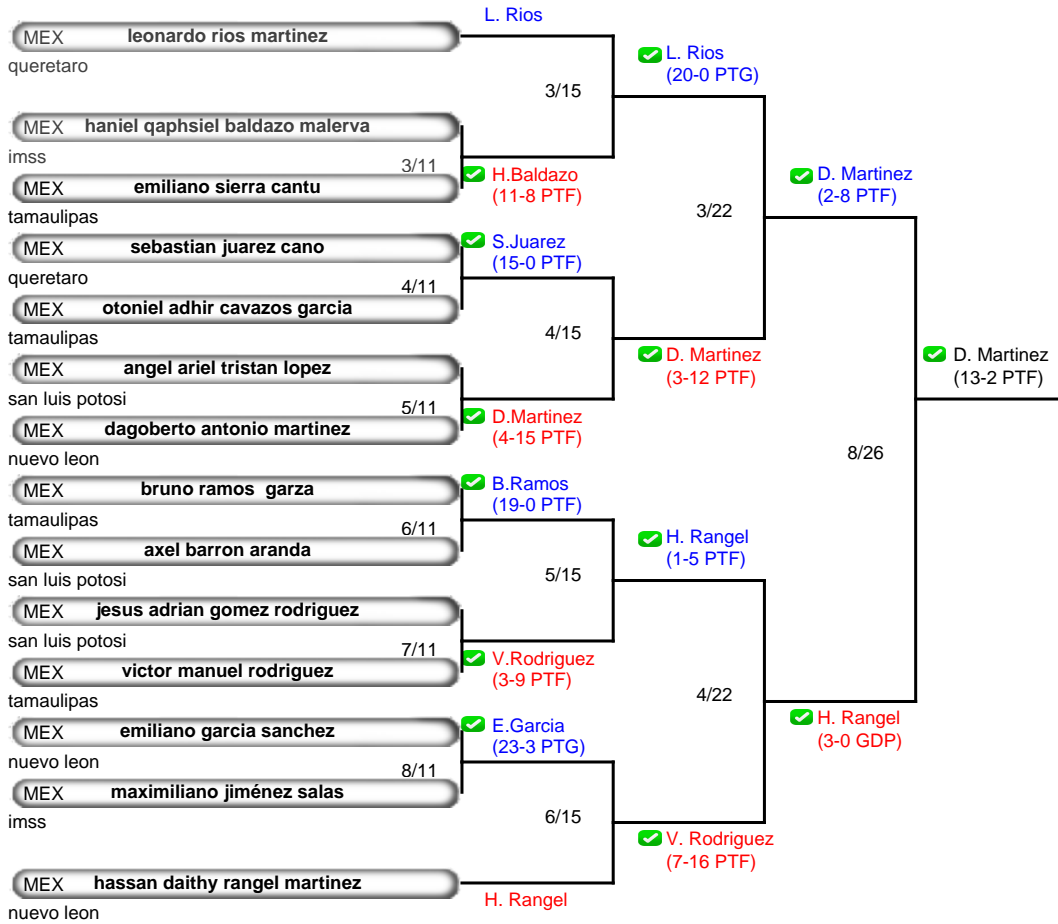 L. Rios
MEX leonardo rios martinez
queretaro
L. Rios
(20-0 PTG)
3/15
MEX haniel qaphsiel baldazo malerva
imss
3/11
H.Baldazo
(11-8 PTF)
MEX emiliano sierra cantu
tamaulipas
D. Martinez
(2-8 PTF)
3/22
MEX sebastian juarez cano
queretaro
S.Juarez
(15-0 PTF)
4/11
MEX otoniel adhir cavazos garcia
tamaulipas
4/15
D. Martinez
(3-12 PTF)
MEX angel ariel tristan lopez
san luis potosi
D. Martinez
(13-2 PTF)
5/11
D.Martinez
(4-15 PTF)
MEX dagoberto antonio martinez
nuevo leon
8/26
MEX bruno ramos  garza
tamaulipas
B.Ramos
(19-0 PTF)
6/11
MEX axel barron aranda
san luis potosi
H. Rangel
(1-5 PTF)
5/15
MEX jesus adrian gomez rodriguez
san luis potosi
7/11
V.Rodriguez
(3-9 PTF)
MEX victor manuel rodriguez
tamaulipas
4/22
H. Rangel
(3-0 GDP)
MEX emiliano garcia sanchez
nuevo leon
E.Garcia
(23-3 PTG)
8/11
MEX maximiliano jiménez salas
imss
6/15
V. Rodriguez
(7-16 PTF)
MEX hassan daithy rangel martinez
nuevo leon
H. Rangel